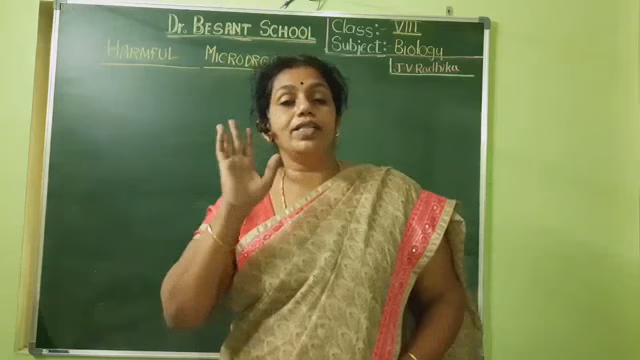 Dr. BESANT SCHOOL
Class:- VIII
Subject:- Biology
J.V Radhika
HARMFUL